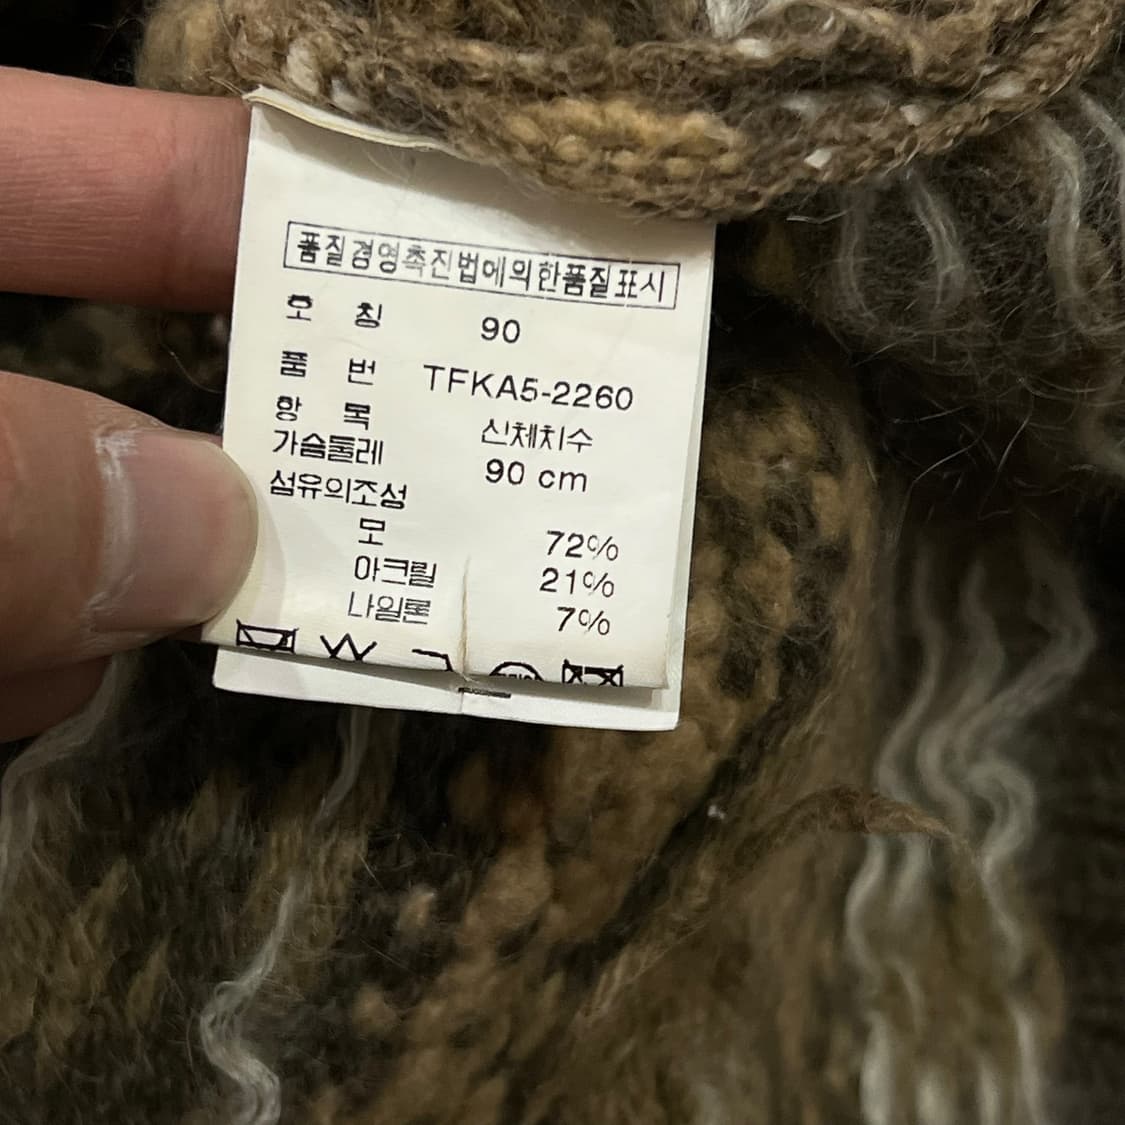 품질경영촉진법에의한품질표시
호 칭 90
품 번 TFKA5-2260
항 목 신체치수
가슴둘레 90 cm
섬유의조성
모 72%
아크릴 21%
나일론 7%